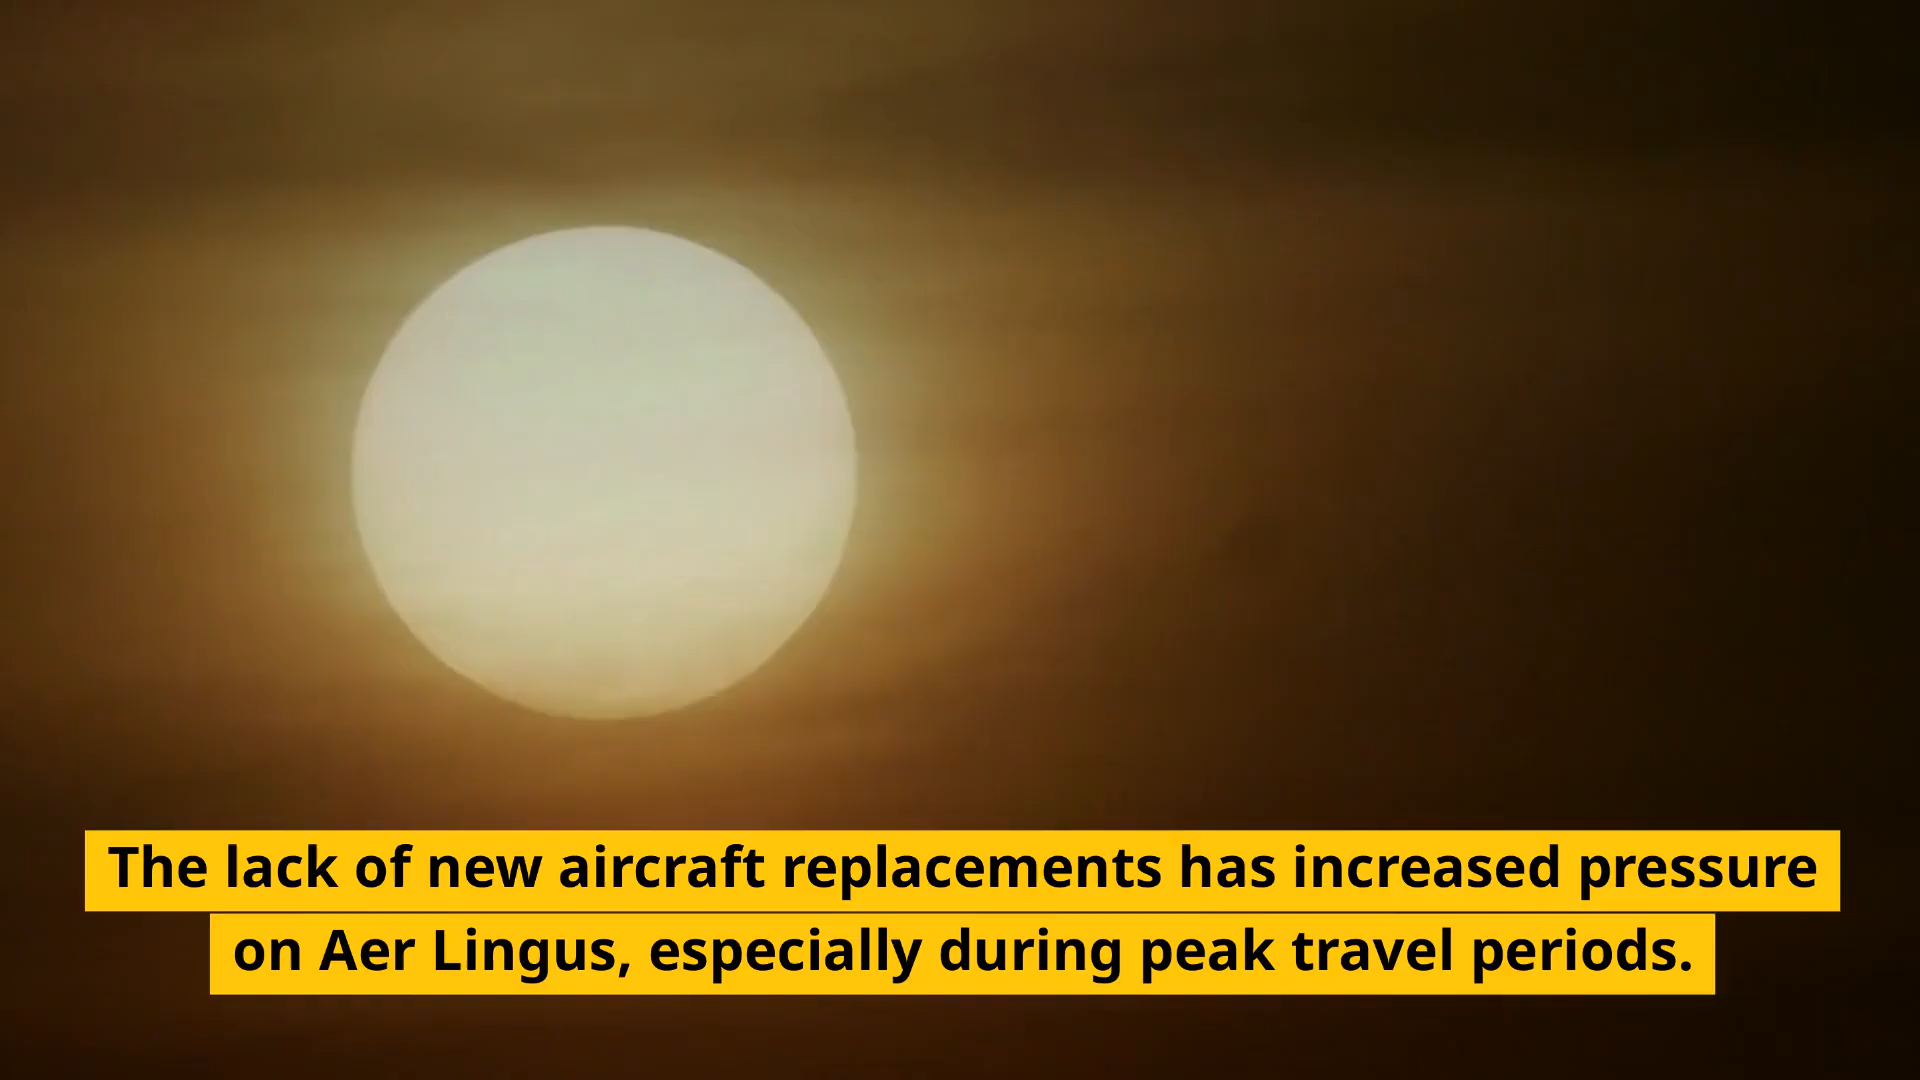 The lack of new aircraft replacements has increased pressure
on Aer Lingus, especially during peak travel periods.